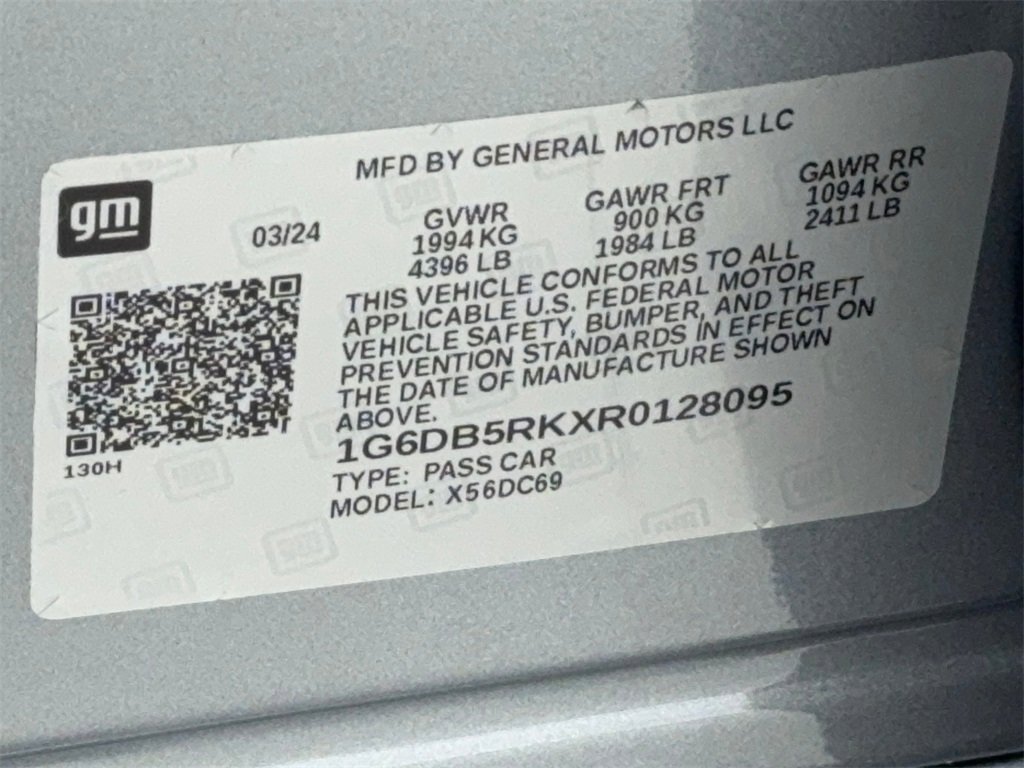 MFD BY GENERAL MOTORS LLC
gm
03/24
GVWR GAWR FRT GAWR RR
1994 KG 900 KG 1094 KG
4396 LB 1984 LB 2411 LB
THIS VEHICLE CONFORMS TO ALL
APPLICABLE U.S. FEDERAL MOTOR
VEHICLE SAFETY, BUMPER, AND THEFT
PREVENTION STANDARDS IN EFFECT ON
THE DATE OF MANUFACTURE SHOWN
ABOVE.
1G6DB5RKXR0128095
130H
TYPE: PASS CAR
MODEL: X56DC69